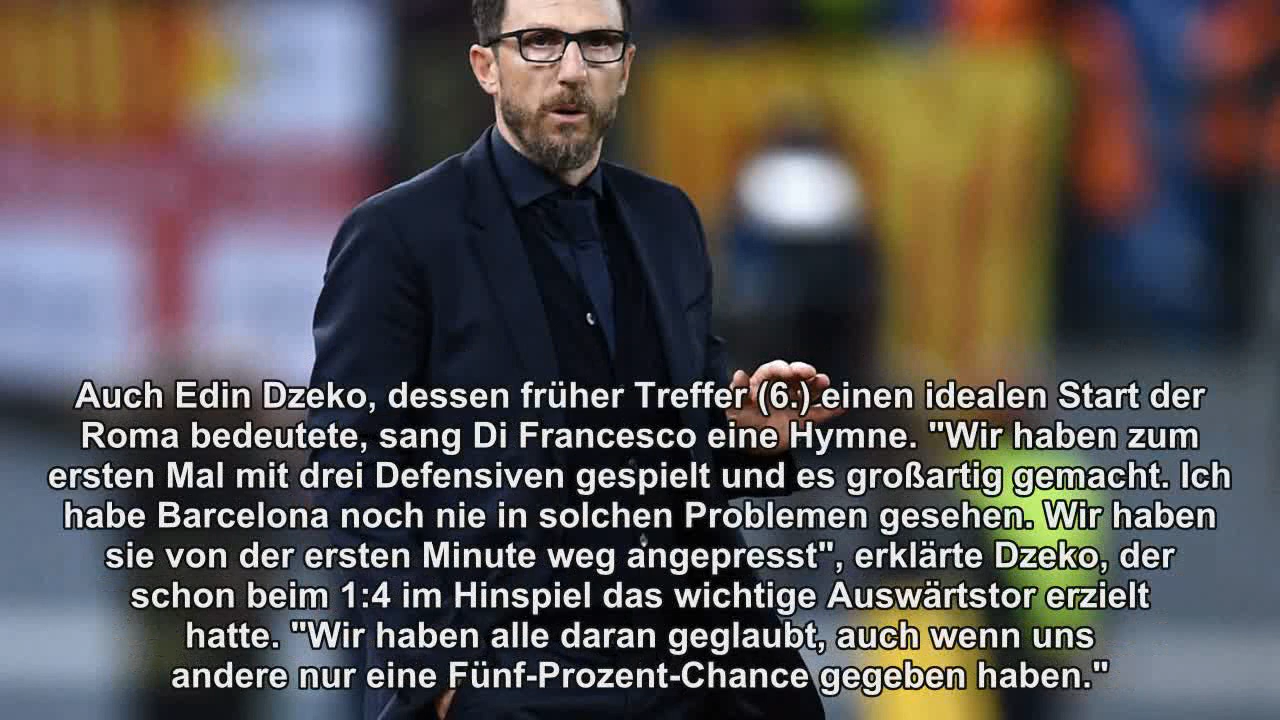 Auch Edin Dzeko, dessen früher Treffer (6.) einen idealen Start der
Roma bedeutete, sang Di Francesco eine Hymne. "Wir haben zum
ersten Mal mit drei Defensiven gespielt und es großartig gemacht. Ich
habe Barcelona noch nie in solchen Problemen gesehen. Wir haben
sie von der ersten Minute weg angepresst", erklärte Dzeko, der
schon beim 1:4 im Hinspiel das wichtige Auswärtstor erzielt
hatte. "Wir haben alle daran geglaubt, auch wenn uns
andere nur eine Fünf-Prozent-Chance gegeben haben."